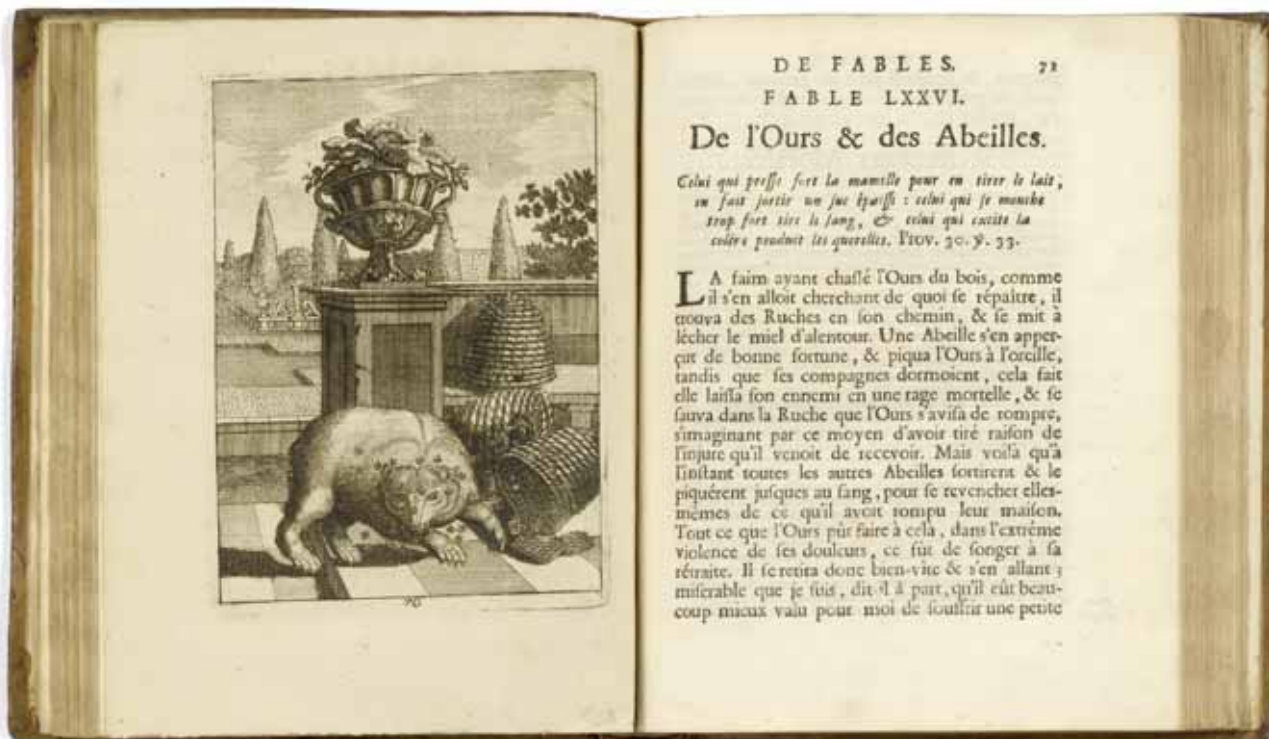 DE FABLES. 71
FABLE LXXVI.
De l'Ours & des Abeilles.
Celui qui presse fort la mamelle pour en tirer le lait,
en fait sortir un suc épaissi : celui qui se mouche
trop fort tire le sang, & celui qui excite la
colére produit les querelles. Prov. 30. ℣. 33.
LA faim ayant chassé l'Ours du bois, comme
il s'en alloit cherchant de quoi se répaître, il
trouva des Ruches en son chemin, & se mit à
lécher le miel d'alentour. Une Abeille s'en apper-
çut de bonne fortune, & piqua l'Ours à l'oreille,
tandis que ses compagnes dormoient, cela fait
elle laissa son ennemi en une rage mortelle, & se
sauva dans la Ruche que l'Ours s'avisa de rompre,
s'imaginant par ce moyen d'avoir tiré raison de
l'injure qu'il venoit de recevoir. Mais voilà qu'à
l'instant toutes les autres Abeilles sortirent & le
piquérent jusques au sang, pour se revencher elles-
mêmes de ce qu'il avoit rompu leur maison.
Tout ce que l'Ours pût faire à celà, dans l'extréme
violence de ses douleurs, ce fût de songer à sa
rétraite. Il se retira donc bien-vite & s'en allant ;
miserable que je suis, dit-il à part, qu'il eût beau-
coup mieux valu pour moi de souffrir une petite